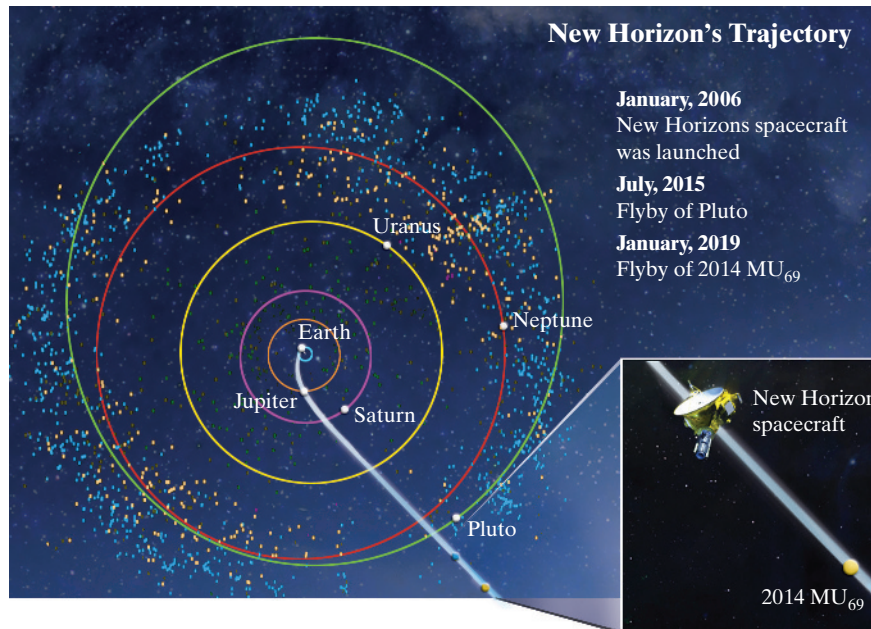 New Horizon's Trajectory
January, 2006
New Horizons spacecraft
was launched
July, 2015
Flyby of Pluto
January, 2019
Flyby of 2014 MU69
Uranus
Neptune
Earth
Jupiter
Saturn
Pluto
New Horizon
spacecraft
2014 MU69